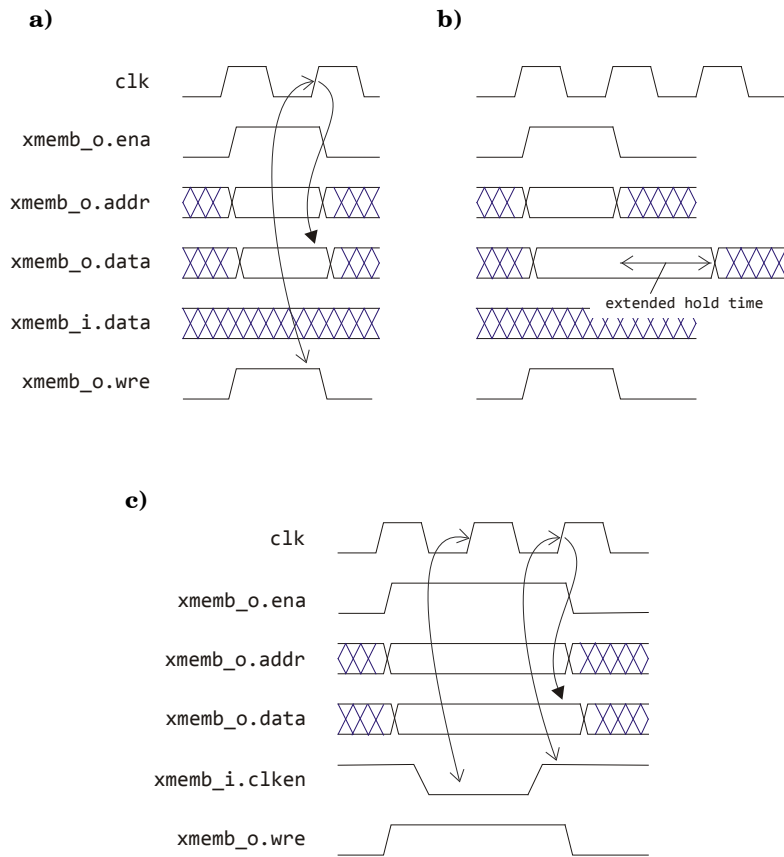 a)
b)
clk
xmemb_o.ena
xmemb_o.addr
xmemb_o.data
extended hold time
xmemb_i.data
xmemb_o.wre
c)
clk
xmemb_o.ena
xmemb_o.addr
xmemb_o.data
xmemb_i.clken
xmemb_o.wre